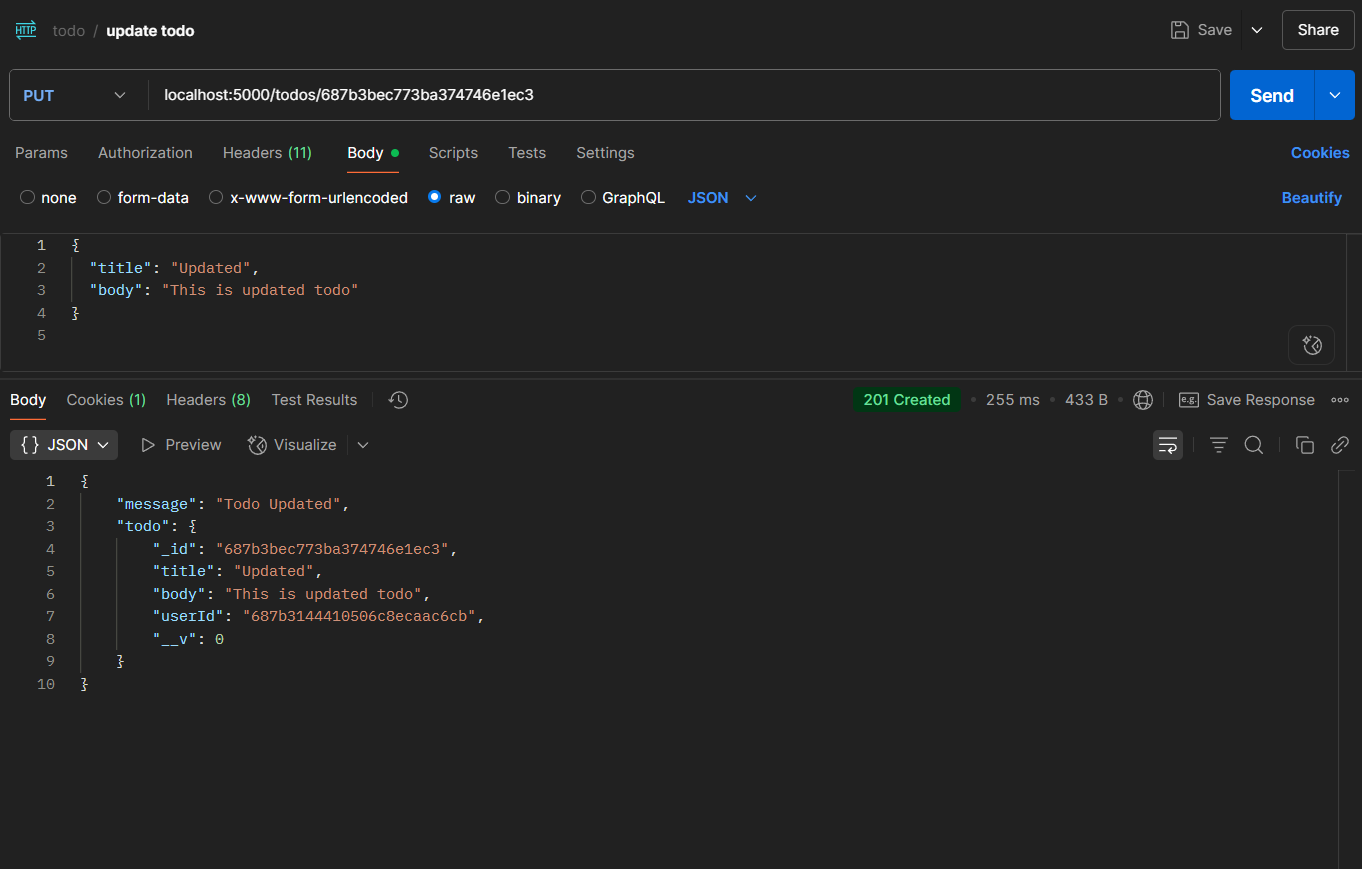 HTTP todo / update todo Save Share
PUT localhost:5000/todos/687b3bec773ba374746e1ec3 Send
Params Authorization Headers (11) Body Scripts Tests Settings Cookies
none form-data x-www-form-urlencoded raw binary GraphQL JSON Beautify
1 {
2 "title": "Updated",
3 "body": "This is updated todo"
4 }
5
Body Cookies (1) Headers (8) Test Results 201 Created 255 ms 433 B e.g. Save Response
{} JSON Preview Visualize
1 {
2 "message": "Todo Updated",
3 "todo": {
4 "_id": "687b3bec773ba374746e1ec3",
5 "title": "Updated",
6 "body": "This is updated todo",
7 "userId": "687b3144410506c8ecaac6cb",
8 "__v": 0
9 }
10 }